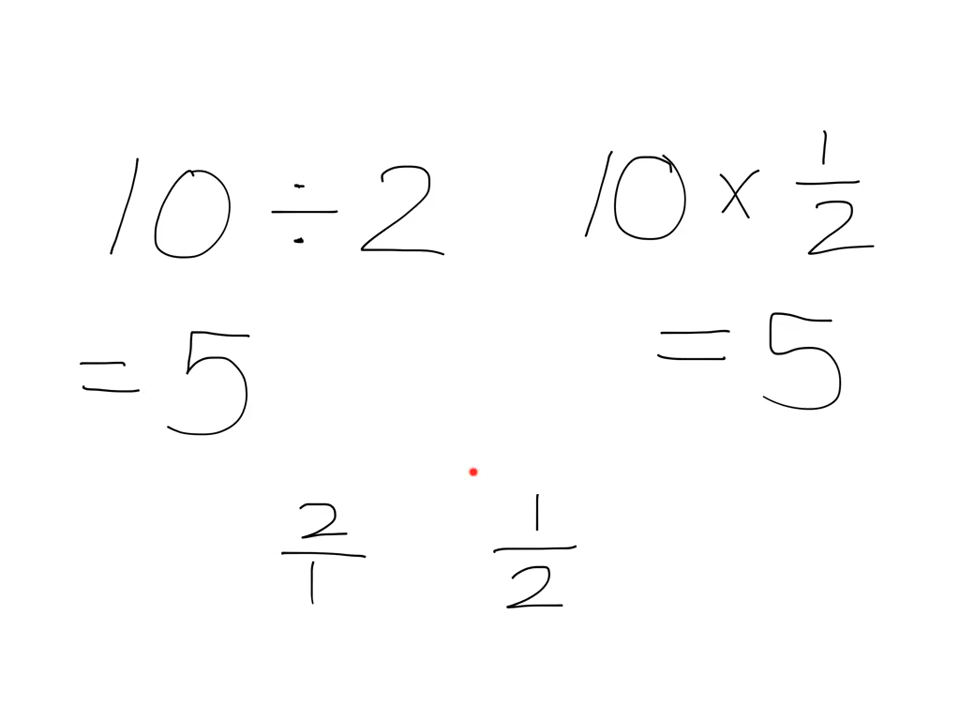 10 ÷ 2
= 5
10 × 1/2
= 5
2/1
1/2